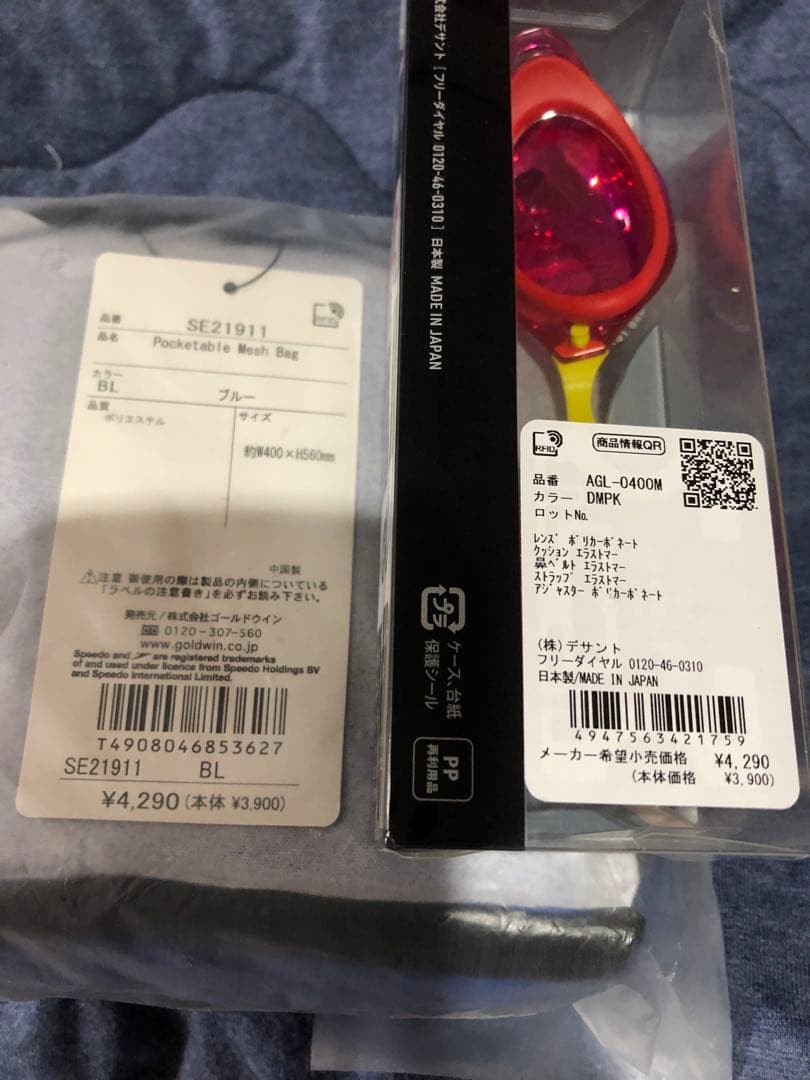 RFID
品番 SE21911
品名 Pocketable Mesh Bag
カラー
BL ブルー
品質
ポリエステル
サイズ
約W400×H560mm
中国製
注意 御使用の際は製品の内側についている
「ラベルの注意書き」を必ずお読み下さい。
発売元/株式会社ゴールドウイン
0120-307-560
www.goldwin.co.jp
Speedo and are registered trademarks
of and used under licence from Speedo Holdings BV
and Speedo International Limited.
T4908046853627
SE21911 BL
¥4,290(本体 ¥3,900)
式会社デサント [フリーダイヤル 0120-46-0310] 日本製 MADE IN JAPAN
プラ
ケース、台紙
保護シール
PP
再利用品
RFID
商品情報QR
品番 AGL-0400M
カラー DMPK
ロットNo.
レンズ ポリカーボネート
クッション エラストマー
鼻ベルト エラストマー
ストラップ エラストマー
アジャスター ポリカーボネート
(株)デサント
フリーダイヤル 0120-46-0310
日本製/MADE IN JAPAN
4947563421759
メーカー希望小売価格 ¥4,290
(本体価格 ¥3,900)